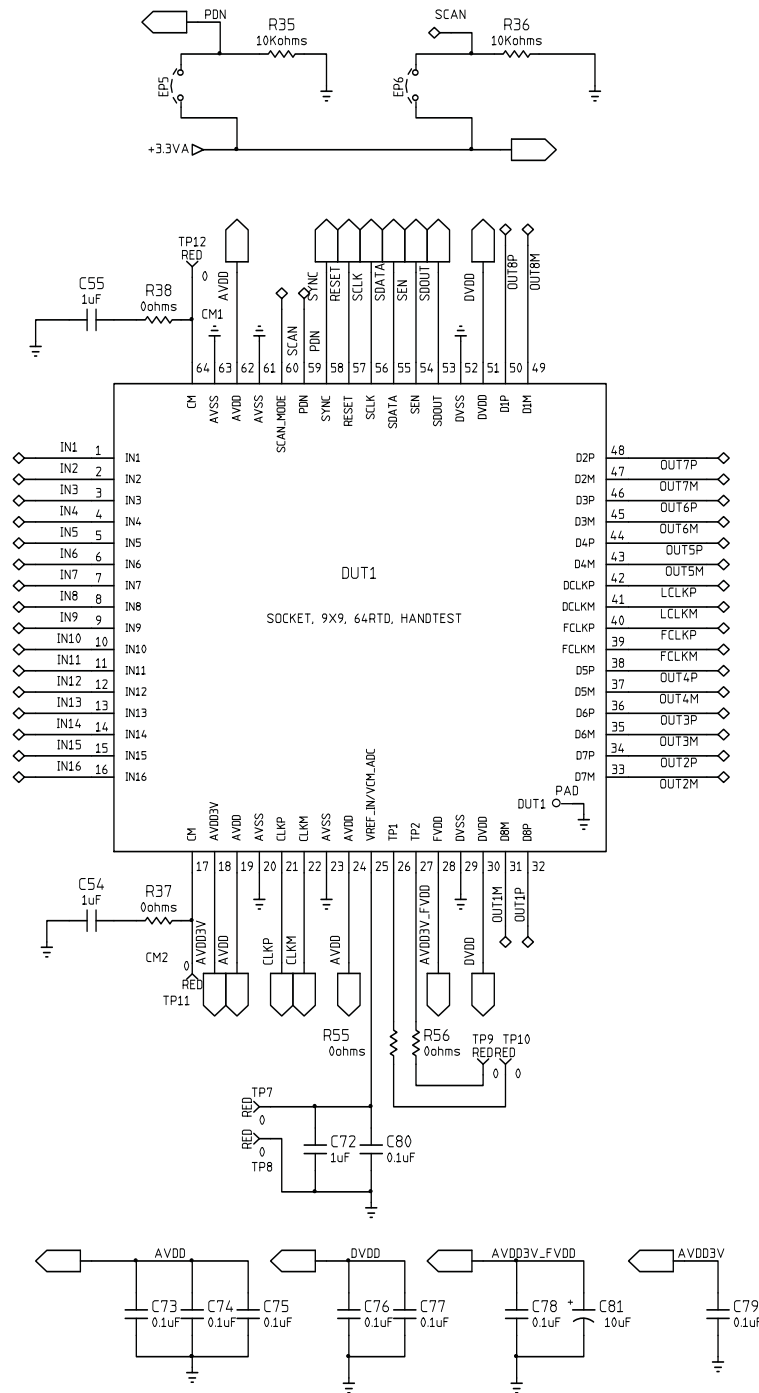 PDN
SCAN
R35
10Kohms
R36
10Kohms
EP5
EP6
+3.3VA
TP12
RED
0
C55
1uF
R38
0ohms
CM1
AVDD
SCAN
PDN
SYNC
RESET
SCLK
SDATA
SEN
SDOUT
DVDD
OUT8P
OUT8M
64 63 62 61 60 59 58 57 56 55 54 53 52 51 50 49
CM AVSS AVDD AVSS SCAN_MODE PDN SYNC RESET SCLK SDATA SEN SDOUT DVSS DVDD D1P D1M
IN1 1 IN1
IN2 2 IN2
IN3 3 IN3
IN4 4 IN4
IN5 5 IN5
IN6 6 IN6
IN7 7 IN7
IN8 8 IN8
IN9 9 IN9
IN10 10 IN10
IN11 11 IN11
IN12 12 IN12
IN13 13 IN13
IN14 14 IN14
IN15 15 IN15
IN16 16 IN16
DUT1
SOCKET, 9X9, 64RTD, HANDTEST
D2P 48 OUT7P
D2M 47 OUT7M
D3P 46 OUT6P
D3M 45 OUT6M
D4P 44 OUT5P
D4M 43 OUT5M
DCLKP 42 LCLKP
DCLKM 41 LCLKM
FCLKP 40 FCLKP
FCLKM 39 FCLKM
D5P 38 OUT4P
D5M 37 OUT4M
D6P 36 OUT3P
D6M 35 OUT3M
D7P 34 OUT2P
D7M 33 OUT2M
PAD
DUT1
CM AVDD3V AVDD AVSS CLKP CLKM AVSS AVDD VREF_IN/VCM_ADC TP1 TP2 FVDD DVSS DVDD D8M D8P
17 18 19 20 21 22 23 24 25 26 27 28 29 30 31 32
C54
1uF
R37
0ohms
CM2
0
RED
TP11
AVDD3V
AVDD
CLKP
CLKM
AVDD
AVDD3V_FVDD
DVDD
OUT1M
OUT1P
R55
0ohms
R56
0ohms
TP9
RED
0
TP10
RED
0
TP7
RED
0
RED
0
TP8
C72
1uF
C80
0.1uF
AVDD
C73
0.1uF
C74
0.1uF
C75
0.1uF
DVDD
C76
0.1uF
C77
0.1uF
AVDD3V_FVDD
C78
0.1uF
+
C81
10uF
AVDD3V
C79
0.1uF